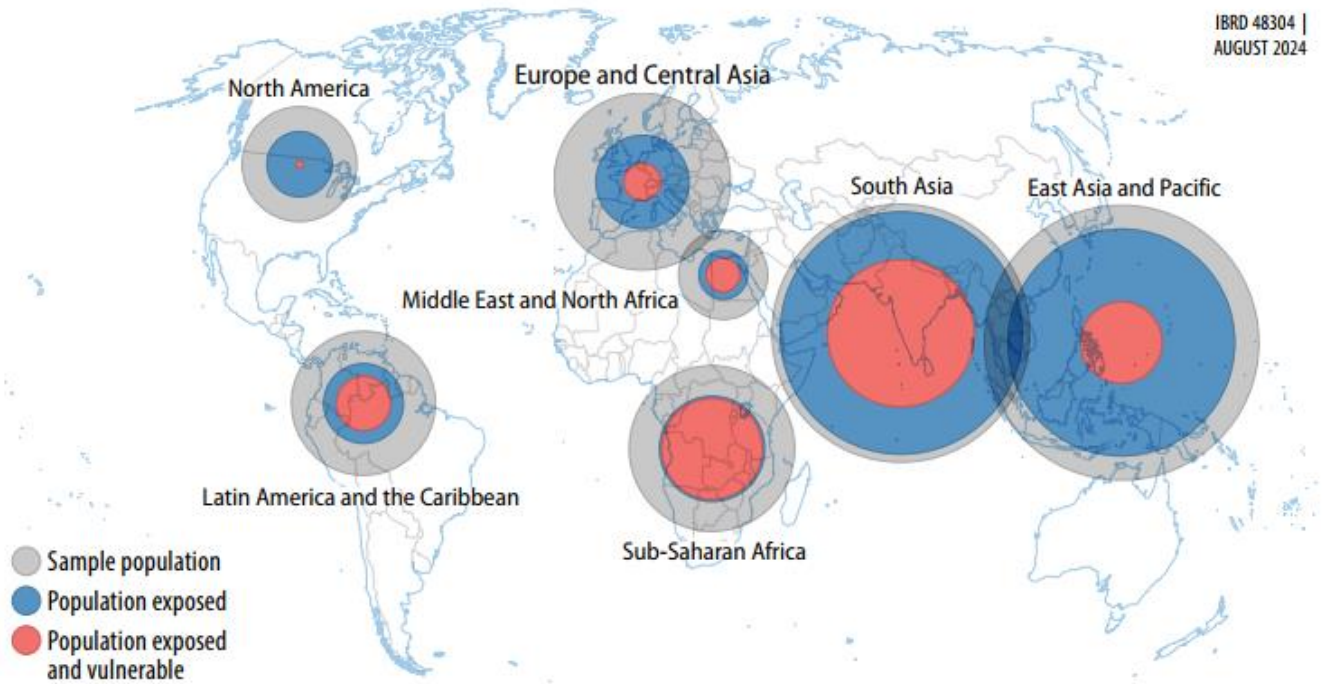 IBRD 48304 |
AUGUST 2024
North America
Europe and Central Asia
South Asia
East Asia and Pacific
Middle East and North Africa
Latin America and the Caribbean
Sub-Saharan Africa
Sample population
Population exposed
Population exposed
and vulnerable